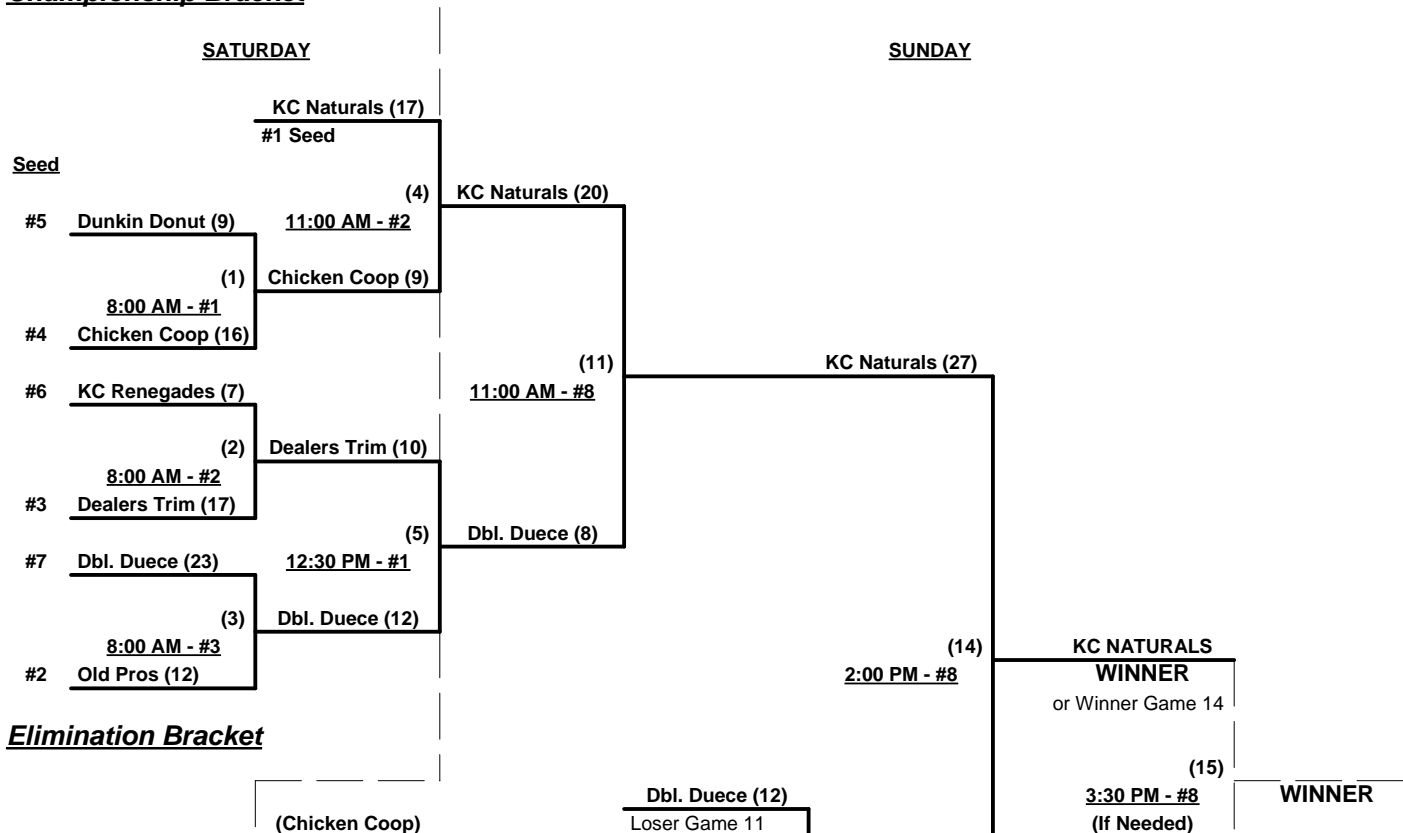 Championship Bracket
SATURDAY SUNDAY
KC Naturals (17)
#1 Seed
Seed
(4) KC Naturals (20)
#5 Dunkin Donut (9) 11:00 AM - #2
(1) Chicken Coop (9)
8:00 AM - #1
#4 Chicken Coop (16)
(11) KC Naturals (27)
#6 KC Renegades (7) 11:00 AM - #8
(2) Dealers Trim (10)
8:00 AM - #2
#3 Dealers Trim (17)
(5) Dbl. Duece (8)
#7 Dbl. Duece (23) 12:30 PM - #1
(3) Dbl. Duece (12)
8:00 AM - #3 (14) KC NATURALS
#2 Old Pros (12) 2:00 PM - #8 WINNER
or Winner Game 14
Elimination Bracket
(15)
Dbl. Duece (12) 3:30 PM - #8 WINNER
(Chicken Coop) Loser Game 11 (If Needed)